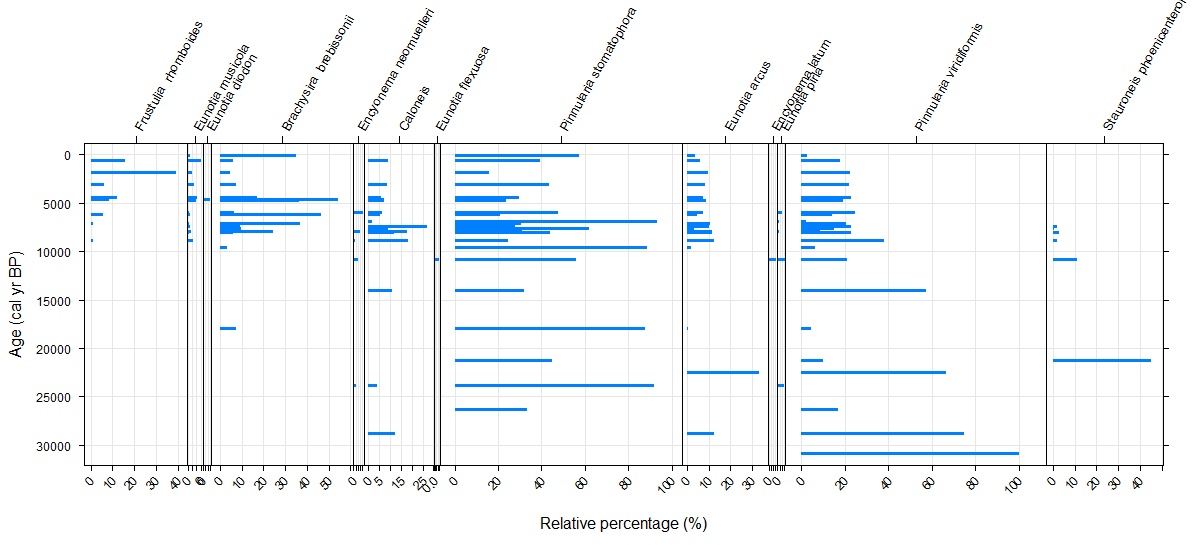 Frustulia rhomboides
Eunotia musicola
Eunotia diodon
Brachysira brebissonii
Encyonema neomuelleri
Caloneis
Eunotia flexuosa
Pinnularia stomatophora
Eunotia arcus
Encyonema latum
Eunotia pirla
Pinnularia viridiformis
Stauroneis phoenicenteron
0
5000
10000
15000
20000
25000
30000
Age (cal yr BP)
0 10 20 30 40
0 6
0
0 10 20 30 40 50
0
0 5 15 25
0.0
0 20 40 60 80 100
0 10 20 30
0
0
0 20 40 60 80 100
0 10 20 30 40
Relative percentage (%)